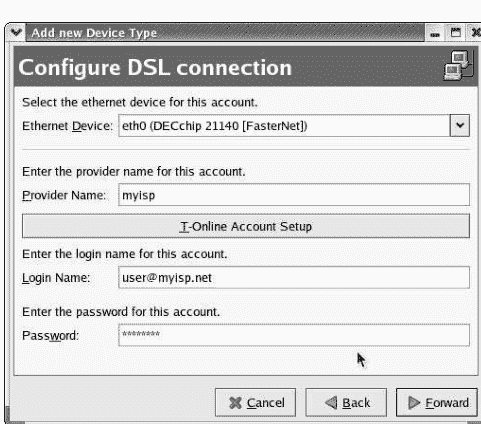 Add new Device Type
Configure DSL connection
Select the ethernet device for this account.
Ethernet Device: eth0 (DECchip 21140 [FasterNet])
Enter the provider name for this account.
Provider Name: myisp
T-Online Account Setup
Enter the login name for this account.
Login Name: user@myisp.net
Enter the password for this account.
Password: ********
Cancel Back Forward